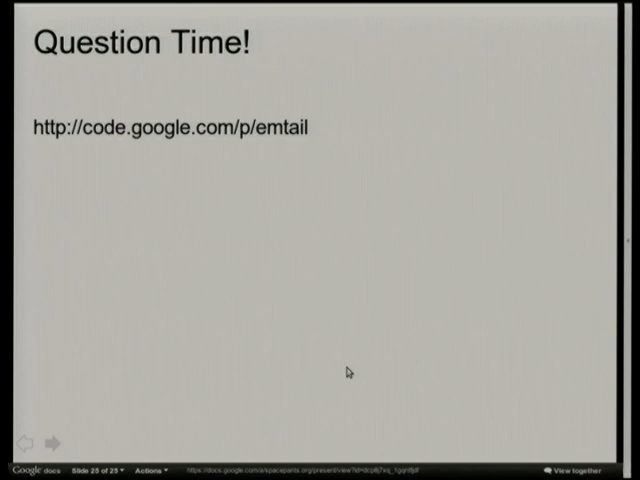 Question Time!
http://code.google.com/p/emtail
Google docs Slide 25 of 25 Actions View together